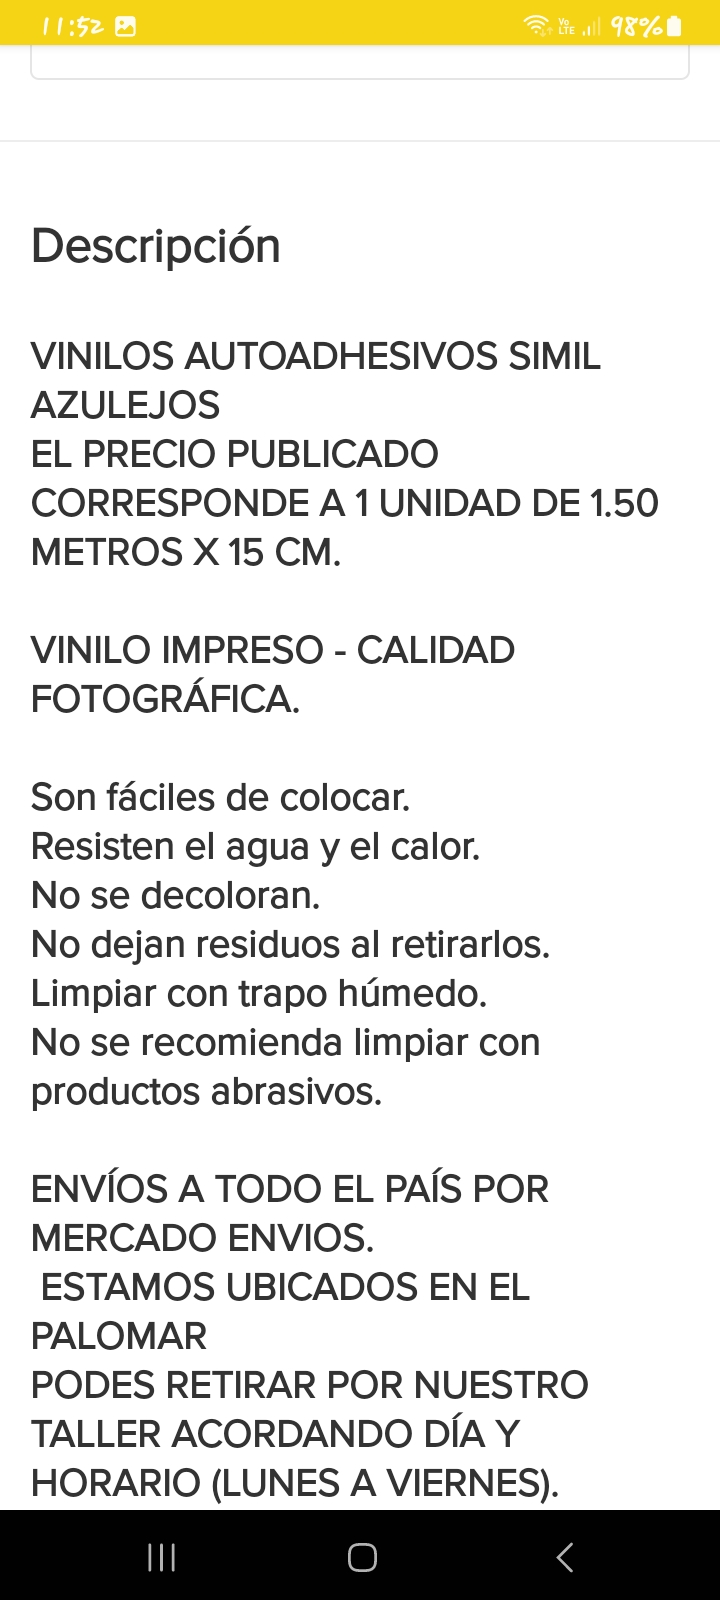 11:52 Vo LTE 98%
Descripción
VINILOS AUTOADHESIVOS SIMIL
AZULEJOS
EL PRECIO PUBLICADO
CORRESPONDE A 1 UNIDAD DE 1.50
METROS X 15 CM.
VINILO IMPRESO - CALIDAD
FOTOGRÁFICA.
Son fáciles de colocar.
Resisten el agua y el calor.
No se decoloran.
No dejan residuos al retirarlos.
Limpiar con trapo húmedo.
No se recomienda limpiar con
productos abrasivos.
ENVÍOS A TODO EL PAÍS POR
MERCADO ENVIOS.
ESTAMOS UBICADOS EN EL
PALOMAR
PODES RETIRAR POR NUESTRO
TALLER ACORDANDO DÍA Y
HORARIO (LUNES A VIERNES).